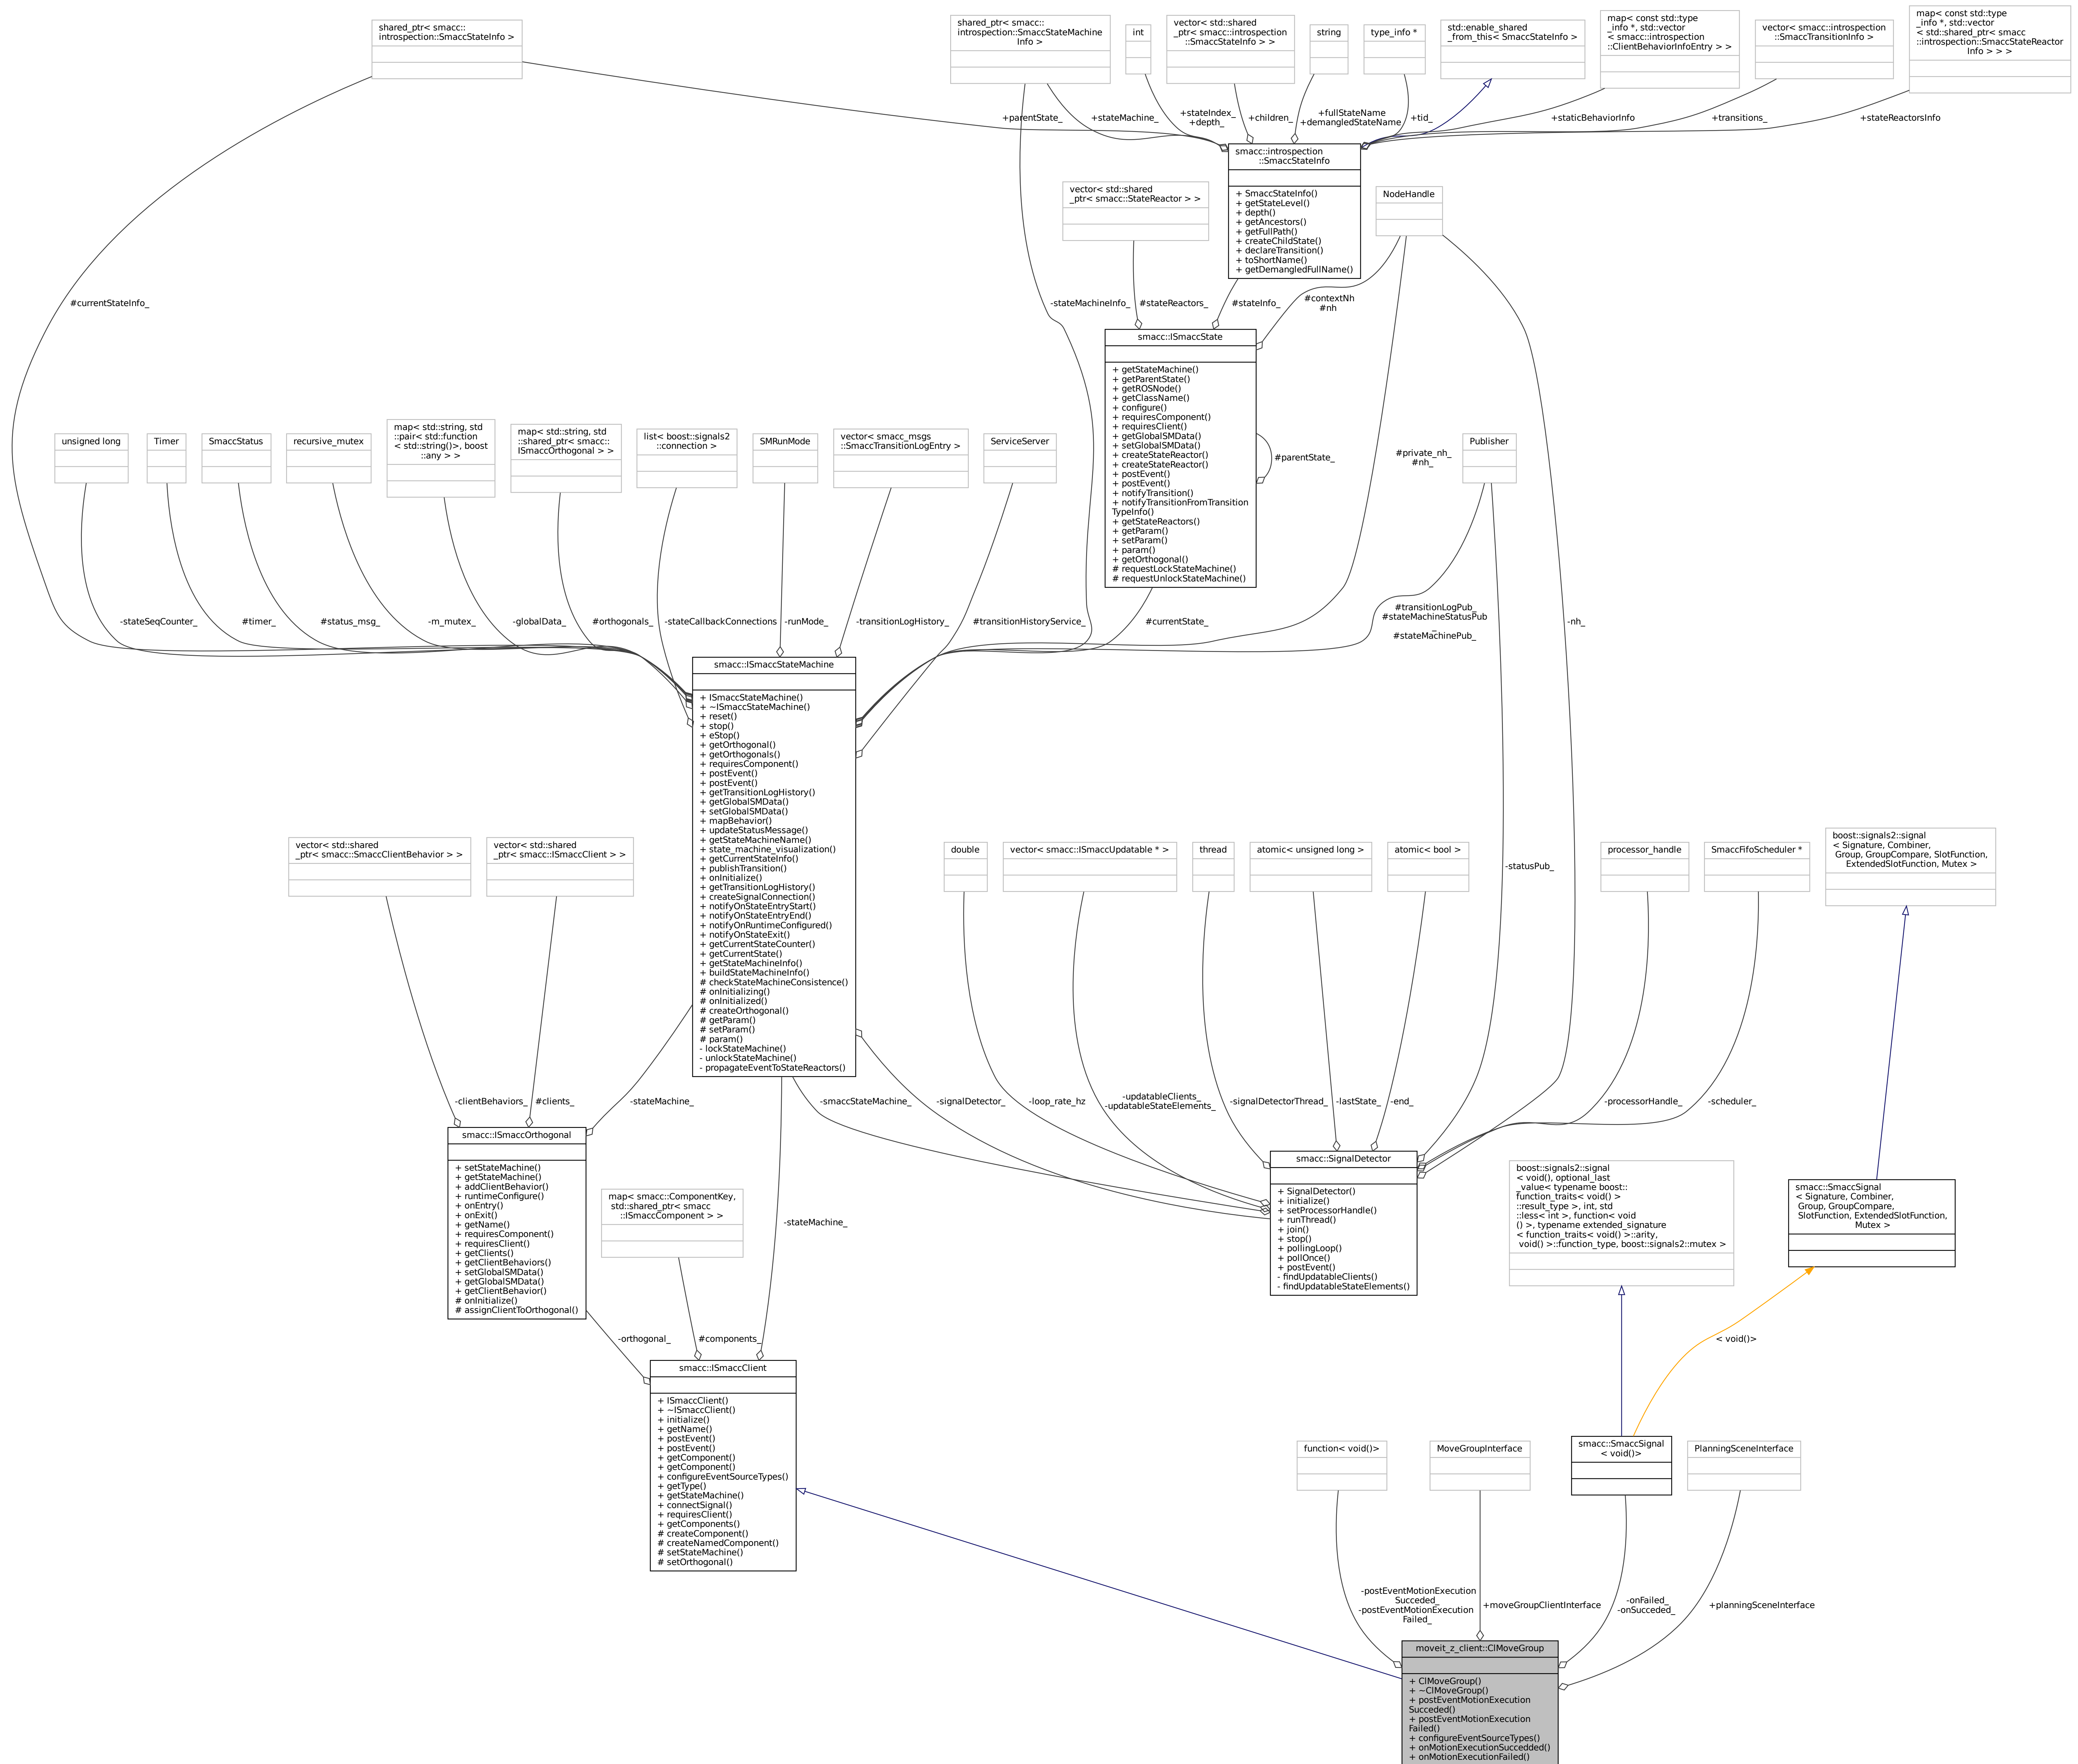 shared_ptr< smacc::
introspection::SmaccStateInfo >
shared_ptr< smacc::
introspection::SmaccStateMachine
Info >
int
vector< std::shared
_ptr< smacc::introspection
::SmaccStateInfo > >
string
type_info *
std::enable_shared
_from_this< SmaccStateInfo >
map< const std::type
_info *, std::vector
< smacc::introspection
::ClientBehaviorInfoEntry > >
vector< smacc::introspection
::SmaccTransitionInfo >
map< const std::type
_info *, std::vector
< std::shared_ptr< smacc
::introspection::SmaccStateReactor
Info > > >
+parentState_
+stateMachine_
+stateIndex_
+depth_
+children_
+fullStateName
+demangledStateName
+tid_
+staticBehaviorInfo
+transitions_
+stateReactorsInfo
smacc::introspection
::SmaccStateInfo
+ SmaccStateInfo()
+ getStateLevel()
+ depth()
+ getAncestors()
+ getFullPath()
+ createChildState()
+ declareTransition()
+ toShortName()
+ getDemangledFullName()
vector< std::shared
_ptr< smacc::StateReactor > >
NodeHandle
#currentStateInfo_
-stateMachineInfo_
#stateReactors_
#stateInfo_
#contextNh
#nh
smacc::ISmaccState
+ getStateMachine()
+ getParentState()
+ getROSNode()
+ getClassName()
+ configure()
+ requiresComponent()
+ requiresClient()
+ getGlobalSMData()
+ setGlobalSMData()
+ createStateReactor()
+ createStateReactor()
+ postEvent()
+ postEvent()
+ notifyTransition()
+ notifyTransitionFromTransition
TypeInfo()
+ getStateReactors()
+ getParam()
+ setParam()
+ param()
+ getOrthogonal()
# requestLockStateMachine()
# requestUnlockStateMachine()
#parentState_
#private_nh_
#nh_
unsigned long
Timer
SmaccStatus
recursive_mutex
map< std::string, std
::pair< std::function
< std::string()>, boost
::any > >
map< std::string, std
::shared_ptr< smacc::
ISmaccOrthogonal > >
list< boost::signals2
::connection >
SMRunMode
vector< smacc_msgs
::SmaccTransitionLogEntry >
ServiceServer
Publisher
-stateSeqCounter_
#timer_
#status_msg_
-m_mutex_
-globalData_
#orthogonals_
-stateCallbackConnections
-runMode_
-transitionLogHistory_
#transitionHistoryService_
#currentState_
#transitionLogPub_
#stateMachineStatusPub
_
#stateMachinePub_
-nh_
smacc::ISmaccStateMachine
+ ISmaccStateMachine()
+ ~ISmaccStateMachine()
+ reset()
+ stop()
+ eStop()
+ getOrthogonal()
+ getOrthogonals()
+ requiresComponent()
+ postEvent()
+ postEvent()
+ getTransitionLogHistory()
+ getGlobalSMData()
+ setGlobalSMData()
+ mapBehavior()
+ updateStatusMessage()
+ getStateMachineName()
+ state_machine_visualization()
+ getCurrentStateInfo()
+ publishTransition()
+ onInitialize()
+ getTransitionLogHistory()
+ createSignalConnection()
+ notifyOnStateEntryStart()
+ notifyOnStateEntryEnd()
+ notifyOnRuntimeConfigured()
+ notifyOnStateExit()
+ getCurrentStateCounter()
+ getCurrentState()
+ getStateMachineInfo()
+ buildStateMachineInfo()
# checkStateMachineConsistence()
# onInitializing()
# onInitialized()
# createOrthogonal()
# getParam()
# setParam()
# param()
- lockStateMachine()
- unlockStateMachine()
- propagateEventToStateReactors()
vector< std::shared
_ptr< smacc::SmaccClientBehavior > >
vector< std::shared
_ptr< smacc::ISmaccClient > >
double
vector< smacc::ISmaccUpdatable * >
thread
atomic< unsigned long >
atomic< bool >
-statusPub_
processor_handle
SmaccFifoScheduler *
boost::signals2::signal
< Signature, Combiner,
Group, GroupCompare, SlotFunction,
ExtendedSlotFunction, Mutex >
-clientBehaviors_
#clients_
-stateMachine_
-smaccStateMachine_
-signalDetector_
-loop_rate_hz
-updatableClients_
-updatableStateElements_
-signalDetectorThread_
-lastState_
-end_
-processorHandle_
-scheduler_
smacc::ISmaccOrthogonal
+ setStateMachine()
+ getStateMachine()
+ addClientBehavior()
+ runtimeConfigure()
+ onEntry()
+ onExit()
+ getName()
+ requiresComponent()
+ requiresClient()
+ getClients()
+ getClientBehaviors()
+ setGlobalSMData()
+ getGlobalSMData()
+ getClientBehavior()
# onInitialize()
# assignClientToOrthogonal()
map< smacc::ComponentKey,
std::shared_ptr< smacc
::ISmaccComponent > >
-stateMachine_
smacc::SignalDetector
+ SignalDetector()
+ initialize()
+ setProcessorHandle()
+ runThread()
+ join()
+ stop()
+ pollingLoop()
+ pollOnce()
+ postEvent()
- findUpdatableClients()
- findUpdatableStateElements()
boost::signals2::signal
< void(), optional_last
_value< typename boost::
function_traits< void() >
::result_type >, int, std
::less< int >, function< void
() >, typename extended_signature
< function_traits< void() >::arity,
void() >::function_type, boost::signals2::mutex >
smacc::SmaccSignal
< Signature, Combiner,
Group, GroupCompare,
SlotFunction, ExtendedSlotFunction,
Mutex >
-orthogonal_
#components_
< void()>
smacc::ISmaccClient
+ ISmaccClient()
+ ~ISmaccClient()
+ initialize()
+ getName()
+ postEvent()
+ postEvent()
+ getComponent()
+ getComponent()
+ configureEventSourceTypes()
+ getType()
+ getStateMachine()
+ connectSignal()
+ requiresClient()
+ getComponents()
# createComponent()
# createNamedComponent()
# setStateMachine()
# setOrthogonal()
function< void()>
MoveGroupInterface
smacc::SmaccSignal
< void()>
PlanningSceneInterface
-postEventMotionExecution
Succeded_
-postEventMotionExecution
Failed_
+moveGroupClientInterface
-onFailed_
-onSucceded_
+planningSceneInterface
moveit_z_client::ClMoveGroup
+ ClMoveGroup()
+ ~ClMoveGroup()
+ postEventMotionExecution
Succeded()
+ postEventMotionExecution
Failed()
+ configureEventSourceTypes()
+ onMotionExecutionSuccedded()
+ onMotionExecutionFailed()